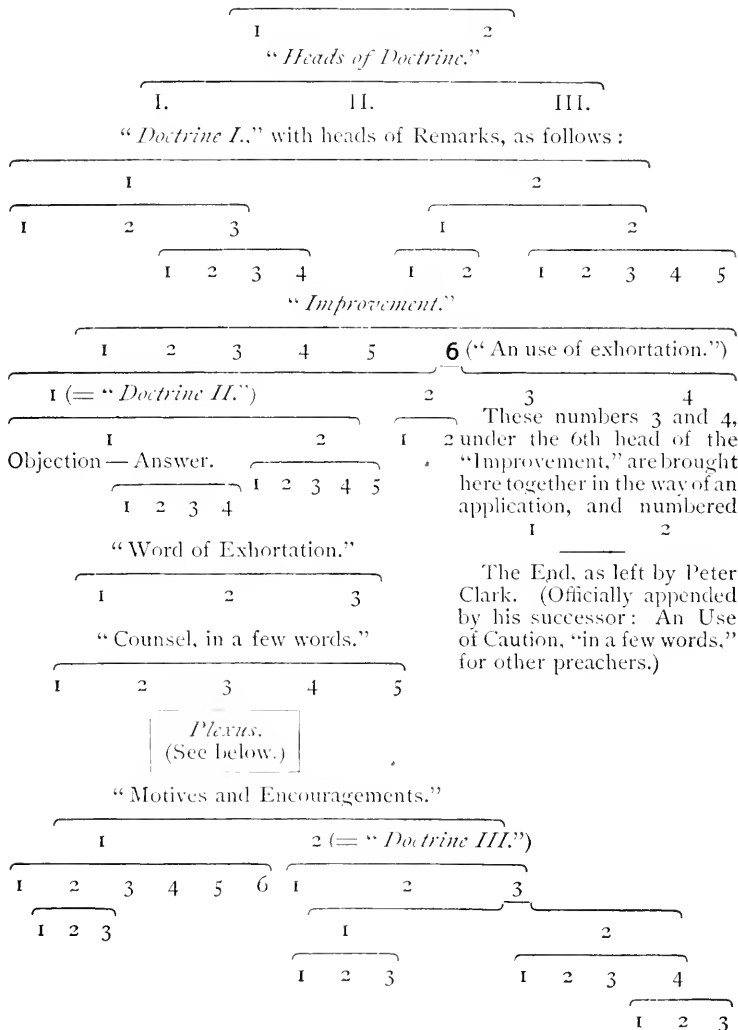 1 2
“Heads of Doctrine.”
I. II. III.
“Doctrine I.,” with heads of Remarks, as follows:
1 2
1 2 3 1 2
1 2 3 4 1 2 1 2 3 4 5
“Improvement.”
1 2 3 4 5 6 (“An use of exhortation.”)
1 (= “Doctrine II.”) 2 3 4
1 2 1 2
Objection — Answer. 1 2 3 4 5
1 2 3 4
These numbers 3 and 4,
under the 6th head of the
“Improvement,” are brought
here together in the way of an
application, and numbered
1 2
The End, as left by Peter
Clark. (Officially appended
by his successor: An Use
of Caution, “in a few words,”
for other preachers.)
“Word of Exhortation.”
1 2 3
“Counsel, in a few words.”
1 2 3 4 5
Plexus.
(See below.)
“Motives and Encouragements.”
1 2 (= “Doctrine III.”)
1 2 3 4 5 6 1 2 3
1 2 3 1 2
1 2 3 1 2 3 4
1 2 3